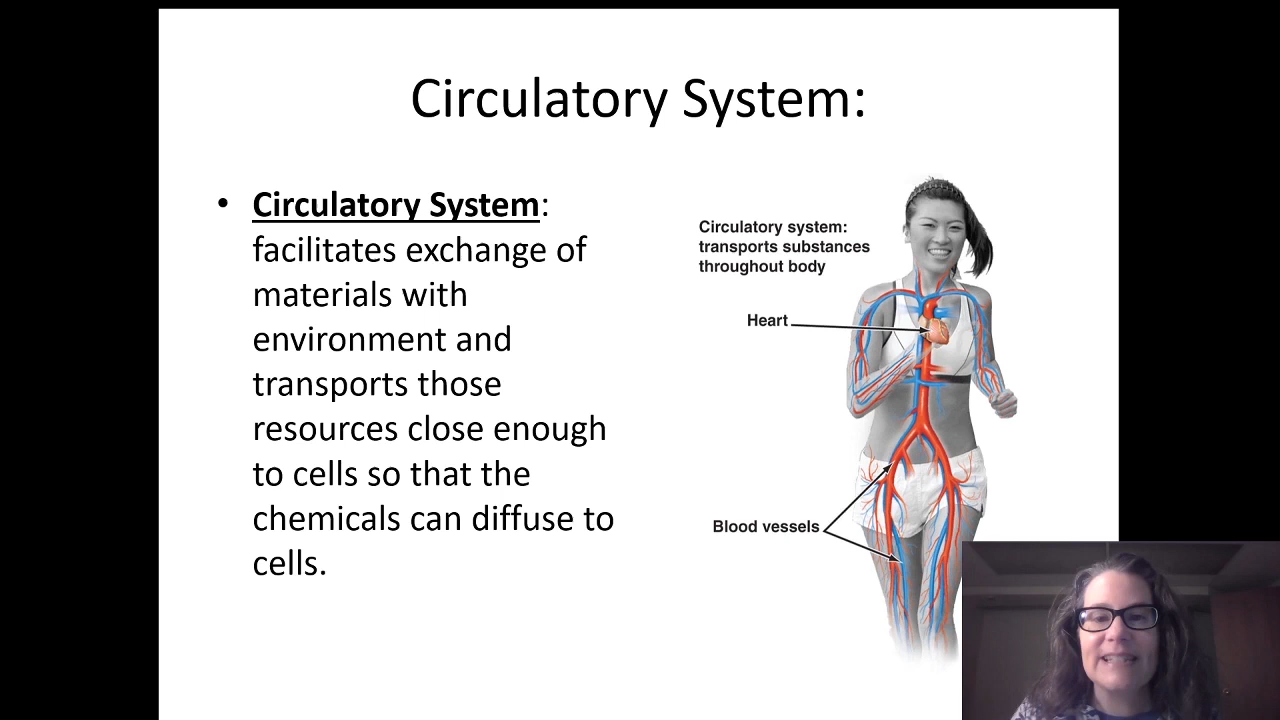 Circulatory System:
• Circulatory System:
facilitates exchange of
materials with
environment and
transports those
resources close enough
to cells so that the
chemicals can diffuse to
cells.
Circulatory system:
transports substances
throughout body
Heart
Blood vessels